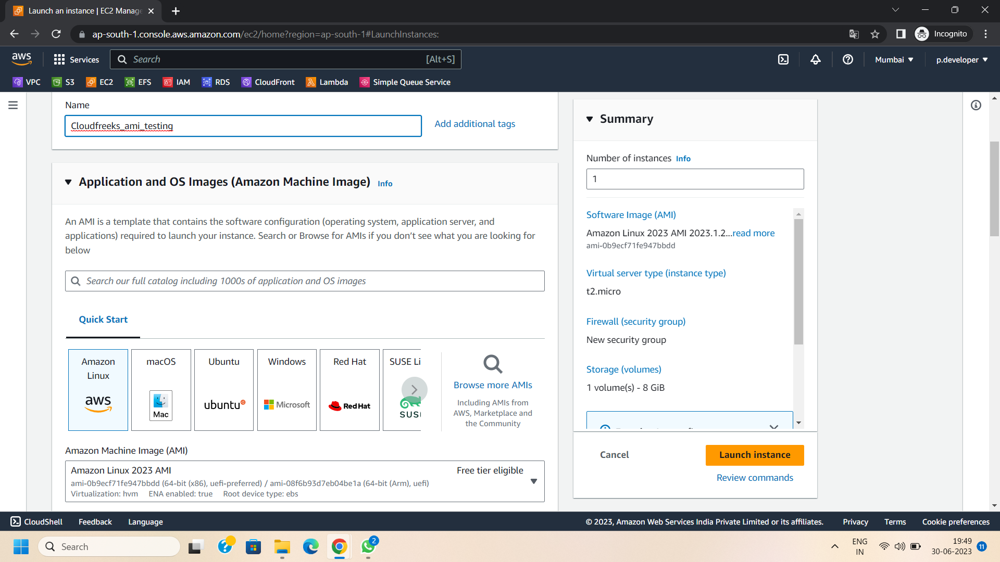 Launch an instance | EC2 Manage
ap-south-1.console.aws.amazon.com/ec2/home?region=ap-south-1#LaunchInstances:
Incognito
aws
Services
Search
[Alt+S]
Mumbai
p.developer
VPC
S3
EC2
EFS
IAM
RDS
CloudFront
Lambda
Simple Queue Service
Name
Cloudfreeks_ami_testing
Add additional tags
Application and OS Images (Amazon Machine Image)
Info
An AMI is a template that contains the software configuration (operating system, application server, and
applications) required to launch your instance. Search or Browse for AMIs if you don’t see what you are looking for
below
Search our full catalog including 1000s of application and OS images
Quick Start
Amazon
Linux
aws
macOS
Mac
Ubuntu
ubuntu
Windows
Microsoft
Red Hat
Red Hat
SUSE Li
SUS
Browse more AMIs
Including AMIs from
AWS, Marketplace and
the Community
Amazon Machine Image (AMI)
Amazon Linux 2023 AMI
Free tier eligible
ami-0b9ecf71fe947bbdd (64-bit (x86), uefi-preferred) / ami-08f6b93d7eb04be1a (64-bit (Arm), uefi)
Virtualization: hvm ENA enabled: true Root device type: ebs
Summary
Number of instances Info
1
Software Image (AMI)
Amazon Linux 2023 AMI 2023.1.2...read more
ami-0b9ecf71fe947bbdd
Virtual server type (instance type)
t2.micro
Firewall (security group)
New security group
Storage (volumes)
1 volume(s) - 8 GiB
Cancel
Launch instance
Review commands
CloudShell
Feedback
Language
© 2023, Amazon Web Services India Private Limited or its affiliates.
Privacy
Terms
Cookie preferences
Search
2
ENG
IN
19:49
30-06-2023
11